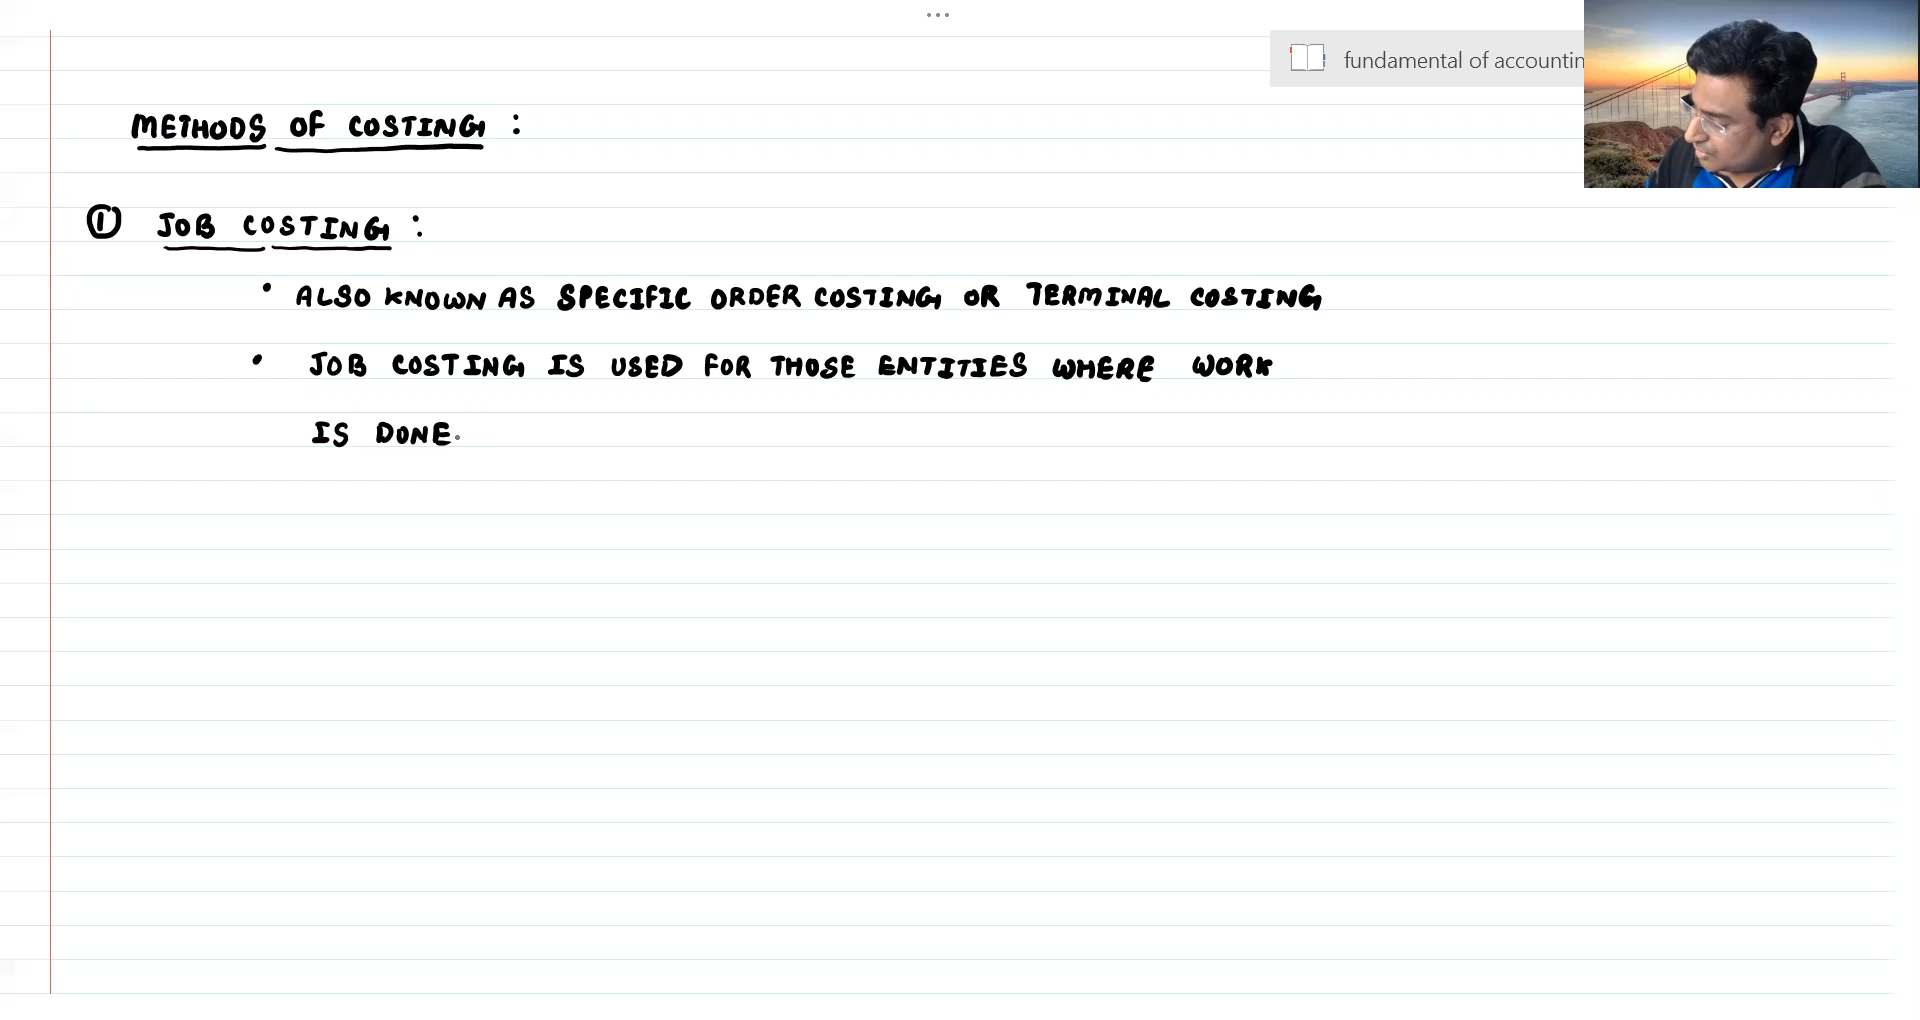 fundamental of accountin
METHODS OF COSTING :
① JOB COSTING :
• ALSO KNOWN AS SPECIFIC ORDER COSTING OR TERMINAL COSTING
• JOB COSTING IS USED FOR THOSE ENTITIES WHERE WORK
IS DONE